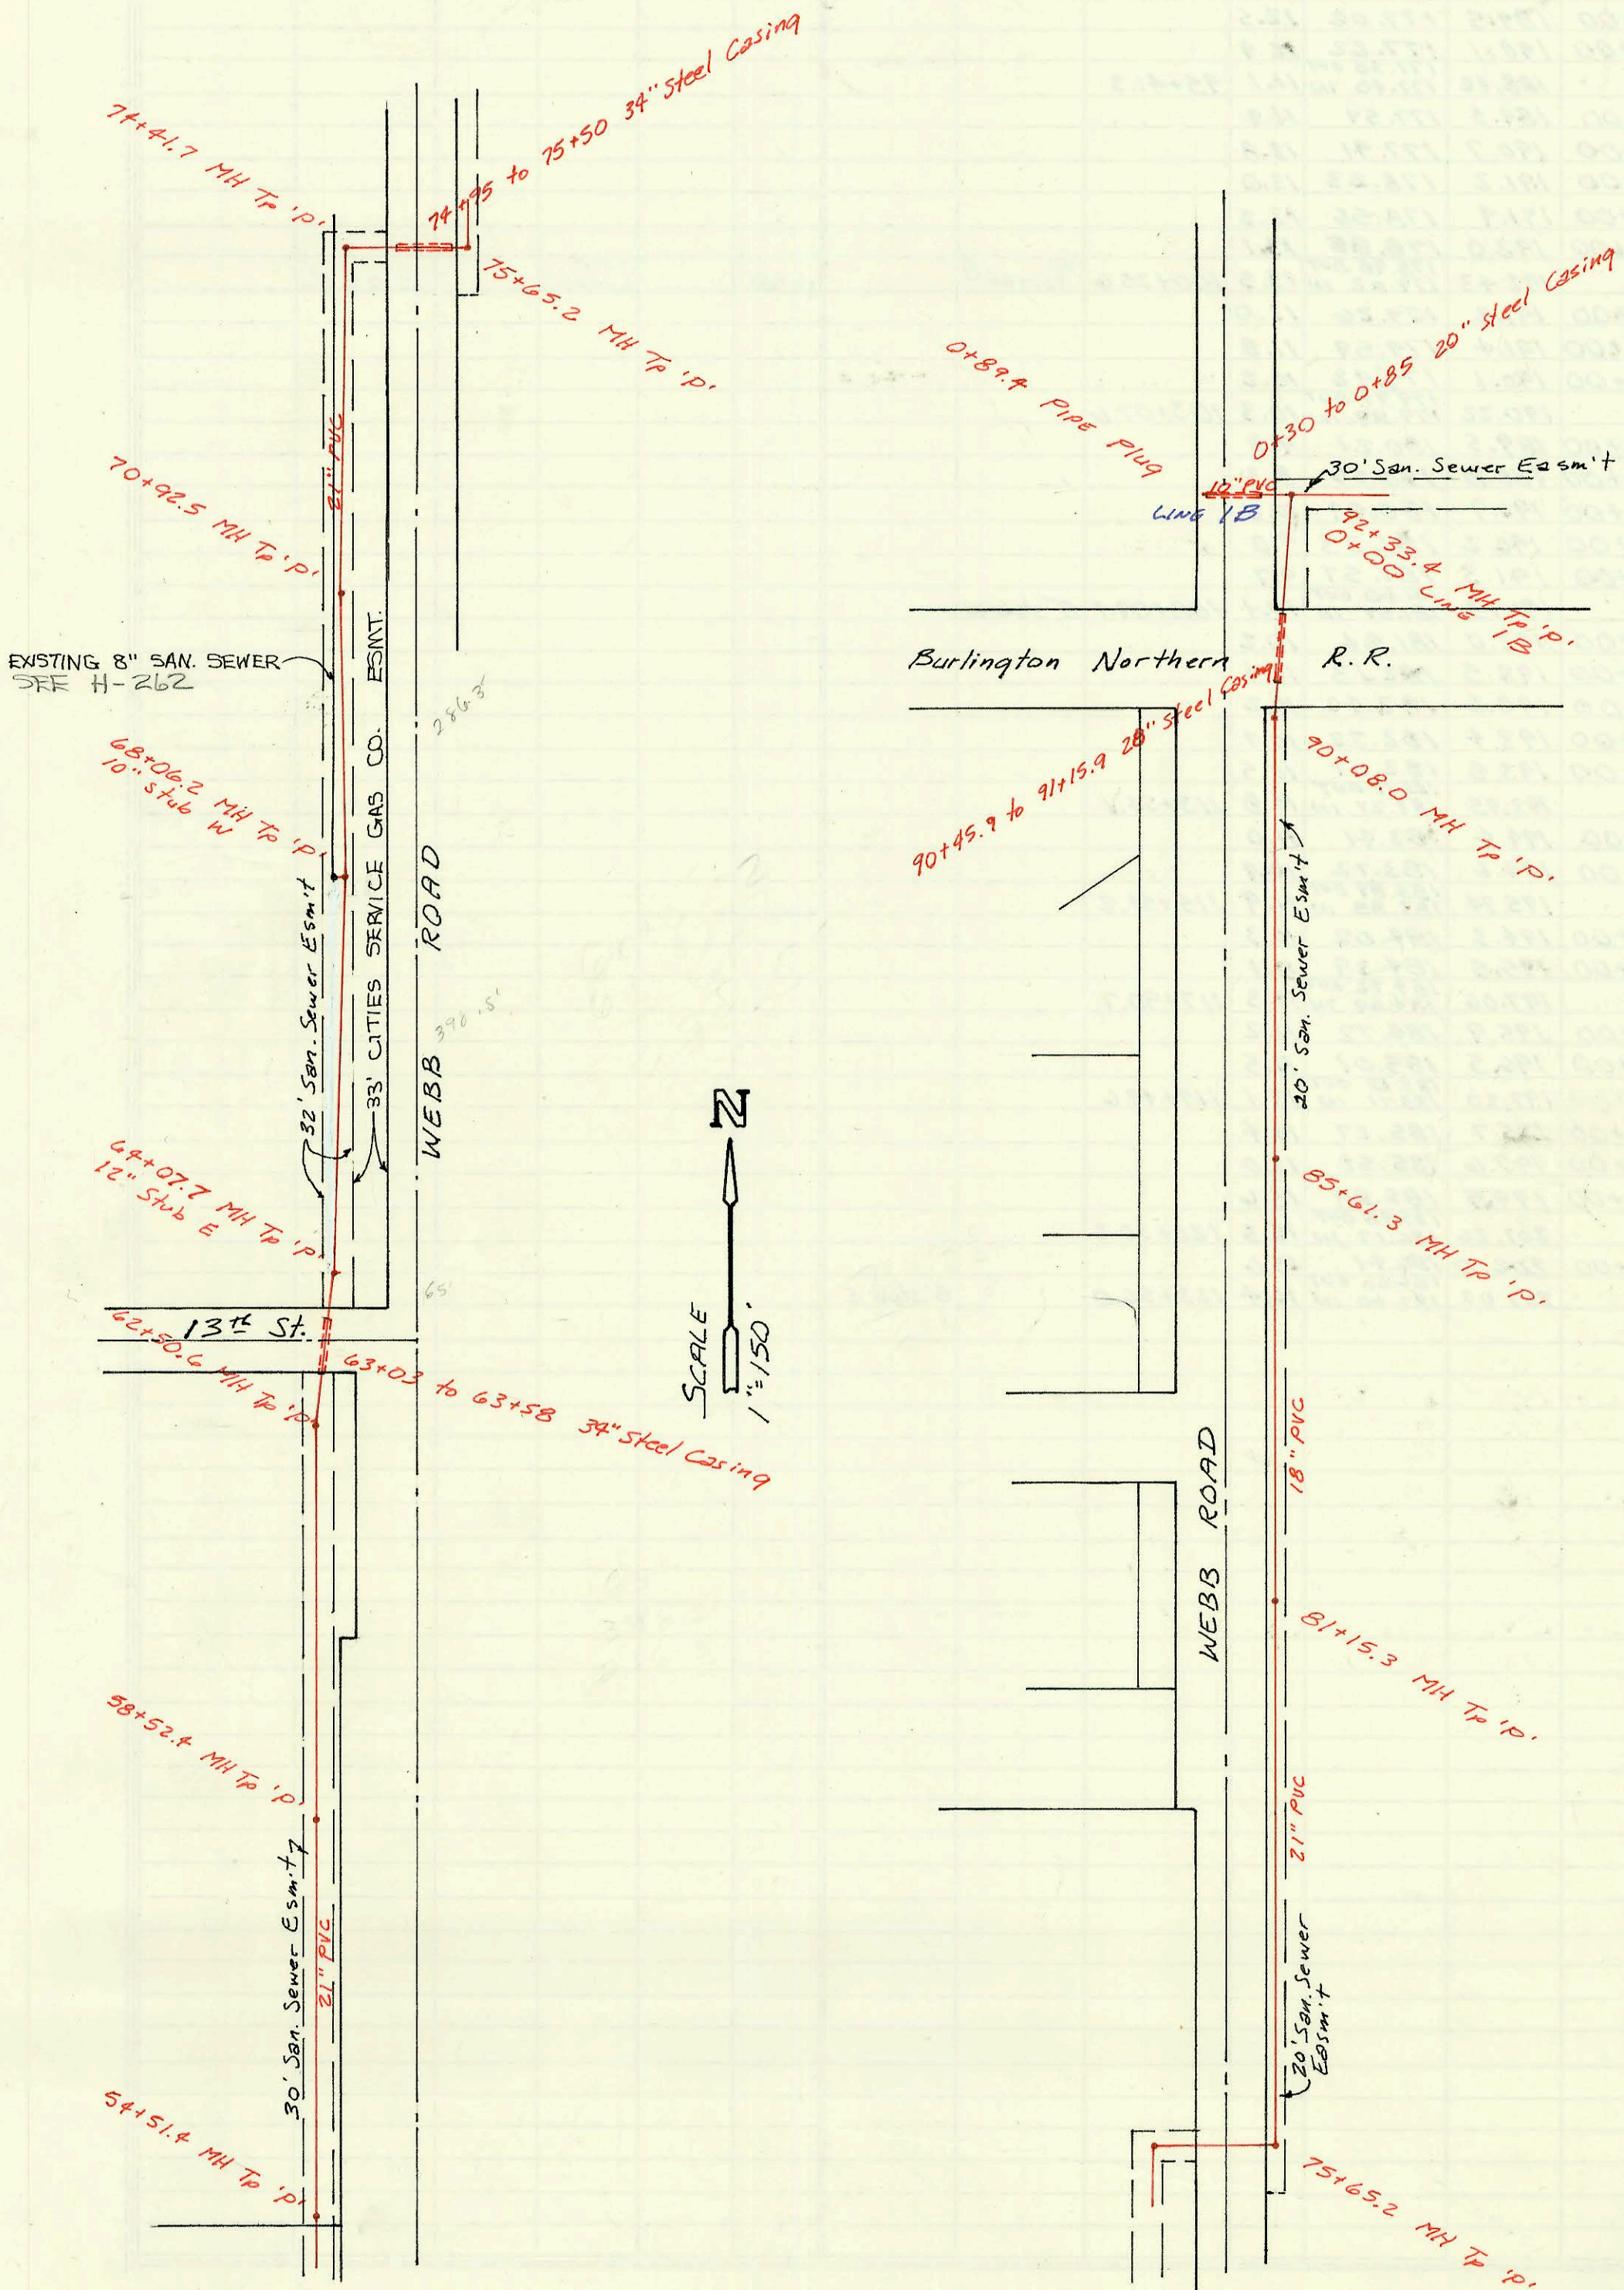 74+95 to 75+50 34" Steel Casing
74+41.7 MH Tp 'P'
75+65.2 MH Tp 'P'
21" PVC
70+92.5 MH Tp 'P'
EXISTING 8" SAN. SEWER
SEE H-262
286.3'
68+06.2 MH Tp 'P'
10" Stub W
33' CITIES SERVICE GAS CO. ESMT.
WEBB ROAD
32' San. Sewer Esm't
398.5'
64+07.7 MH Tp 'P'
12" Stub E
65'
13th St.
62+50.6 MH Tp 'P'
63+03 to 63+58 34" Steel Casing
58+52.4 MH Tp 'P'
30' San. Sewer Esm't
21" PVC
54+51.4 MH Tp 'P'
N
SCALE
1"=150'
0+30 to 0+85 20" Steel Casing
0+89.4 PIPE Plug
30' San. Sewer Easm't
10" PVC
LINE 1B
92+33.4 MH Tp 'P'
0+00 LINE 1B
Burlington Northern R.R.
90+45.9 to 91+15.9 28" Steel Casing
90+08.0 MH Tp 'P'
20' San. Sewer Esm't
85+61.3 MH Tp 'P'
18" PVC
WEBB ROAD
81+15.3 MH Tp 'P'
21" PVC
20' San. Sewer
Easm't
75+65.2 MH Tp 'P'